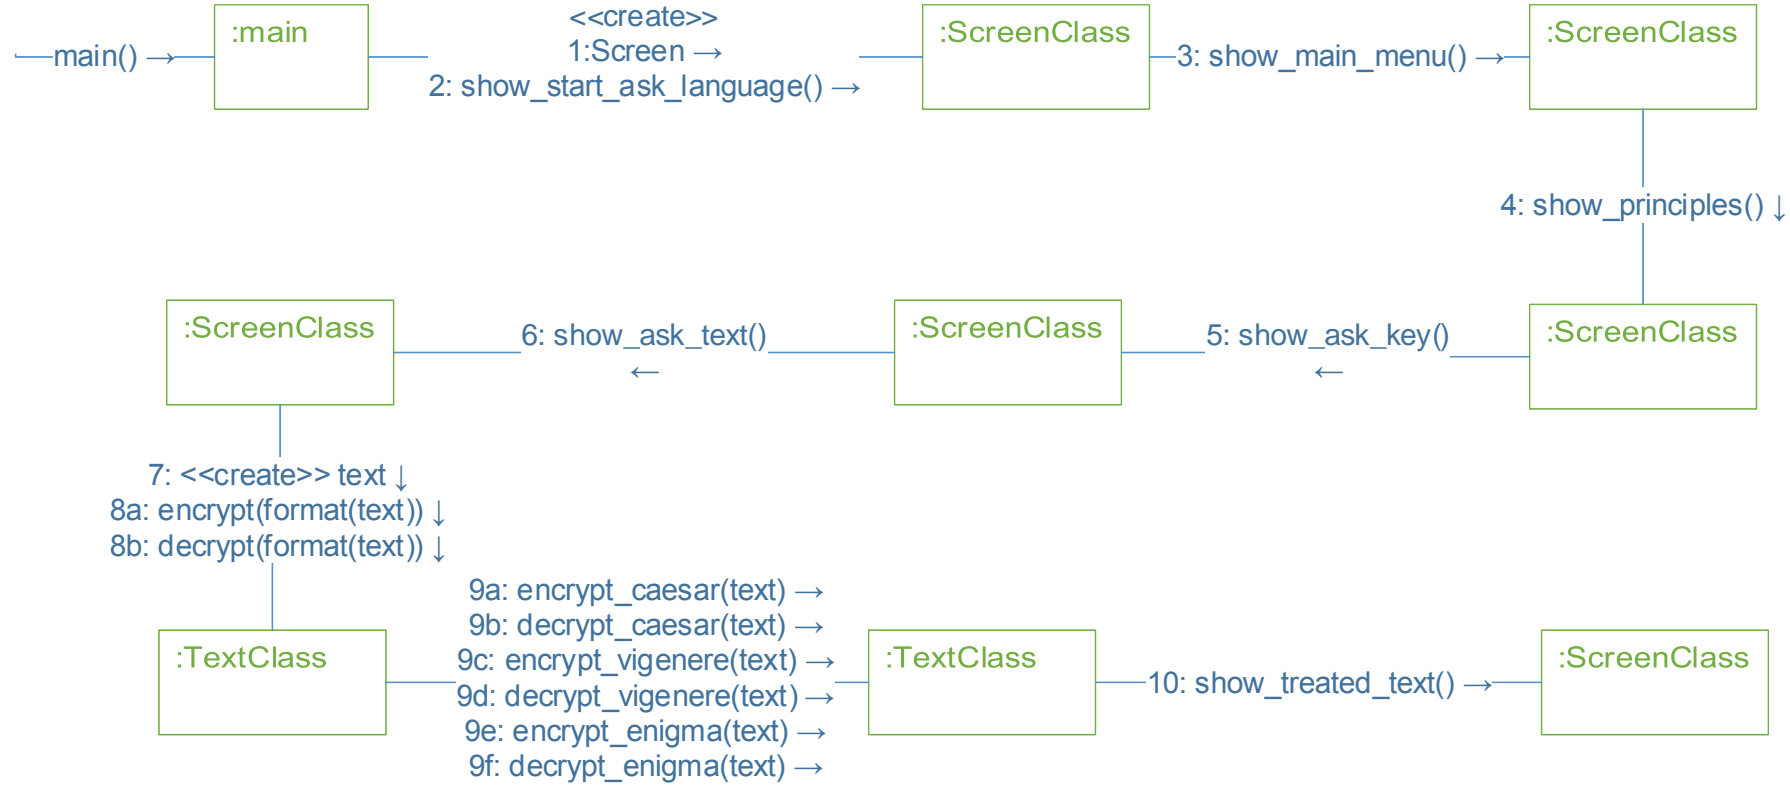 main() →
:main
<<create>>
1:Screen →
2: show_start_ask_language() →
:ScreenClass
3: show_main_menu() →
:ScreenClass
4: show_principles() ↓
:ScreenClass
5: show_ask_key()
←
:ScreenClass
6: show_ask_text()
←
:ScreenClass
7: <<create>> text ↓
8a: encrypt(format(text)) ↓
8b: decrypt(format(text)) ↓
:TextClass
9a: encrypt_caesar(text) →
9b: decrypt_caesar(text) →
9c: encrypt_vigenere(text) →
9d: decrypt_vigenere(text) →
9e: encrypt_enigma(text) →
9f: decrypt_enigma(text) →
:TextClass
10: show_treated_text() →
:ScreenClass